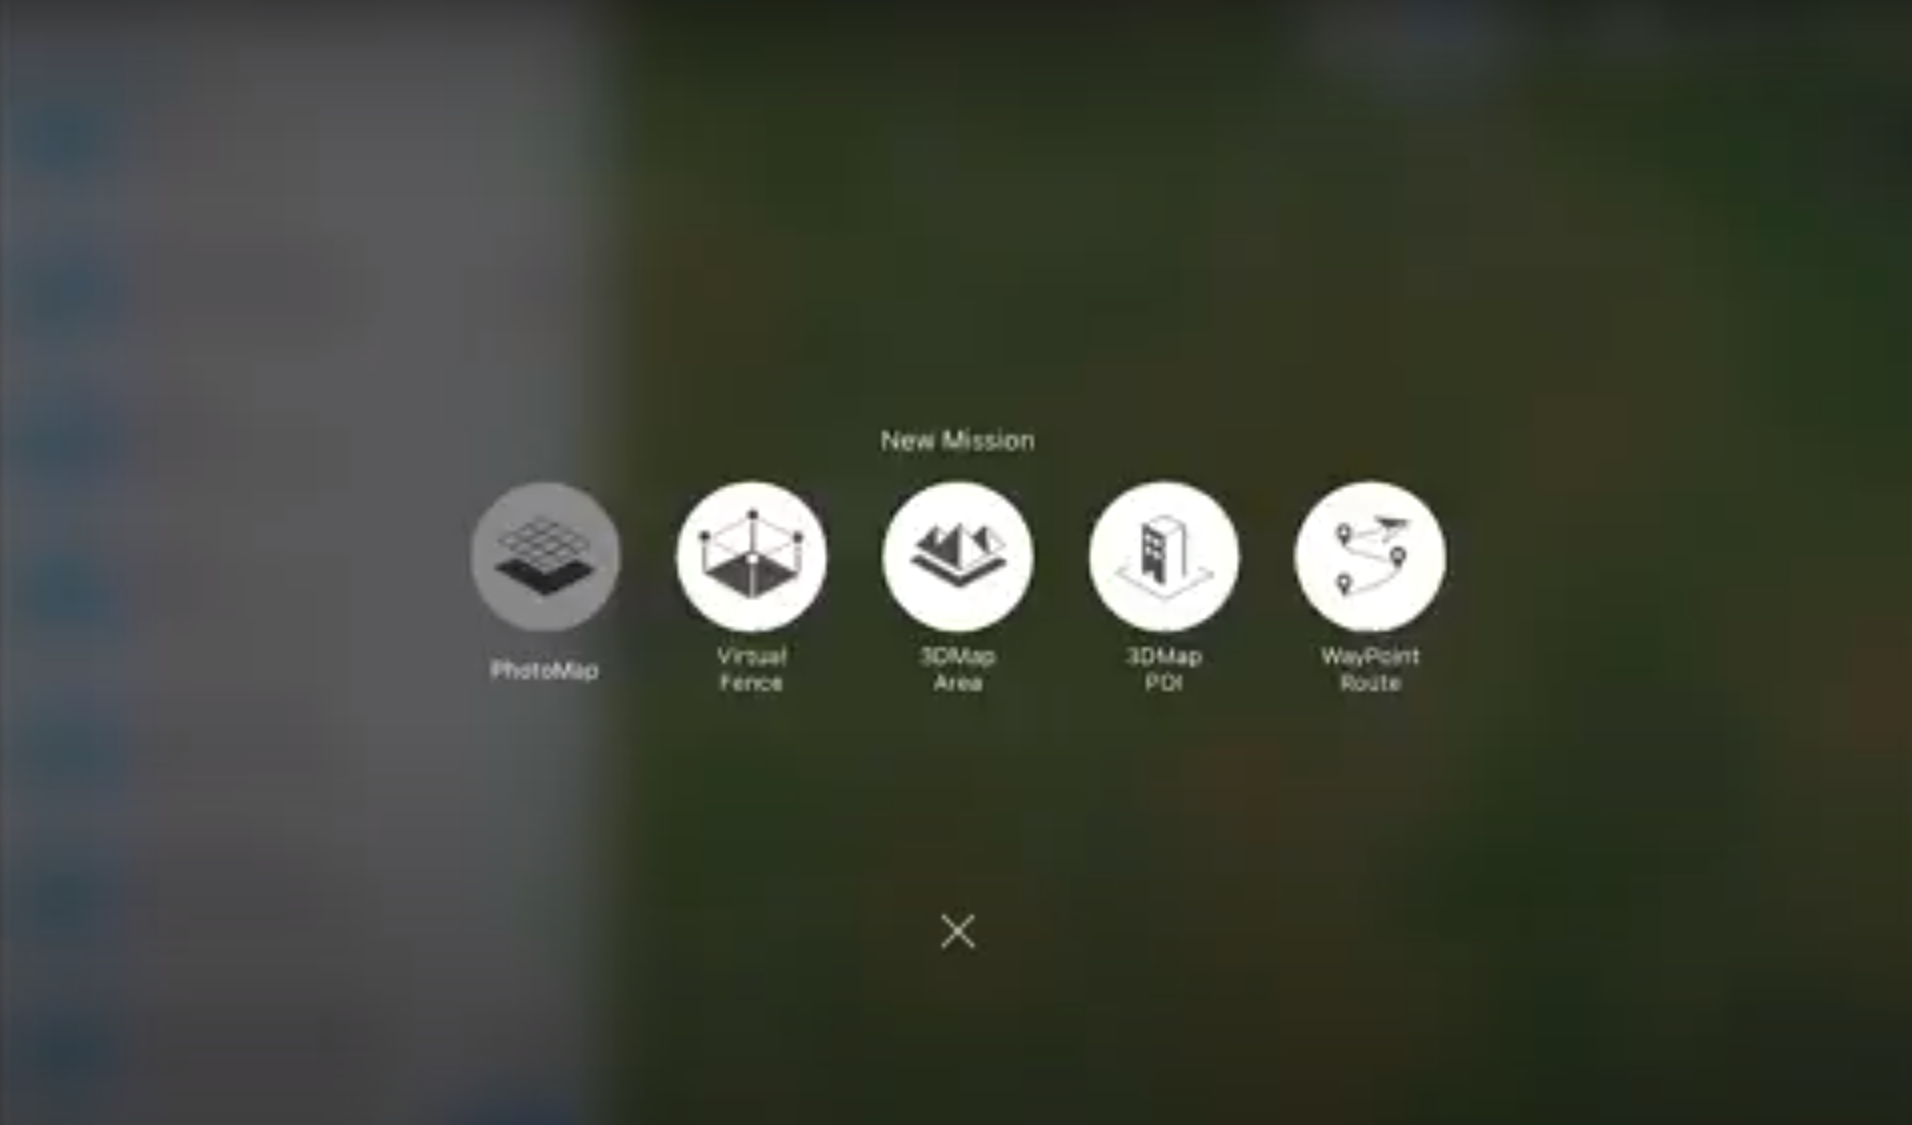 New Mission
PhotoMap
Virtual
Fence
3DMap
Area
3DMap
POI
WayPoint
Route